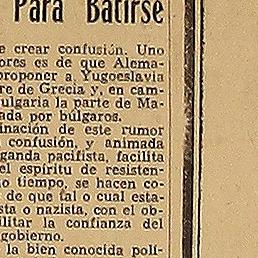 Para Batirse
e crear confusión. Uno
ores es de que Alema-
proponer a Yugoeslavia
re de Grecia y, en cam-
ulgaria la parte de Ma-
ada por búlgaros.
inación de este rumor
confusión, y animada
ganda pacifista, facilita
el espíritu de resisten-
o tiempo, se hacen co-
de que tal o cual esta-
sta o nazista, con el ob-
ilitar la confianza del
gobierno.
la bien conocida polí-